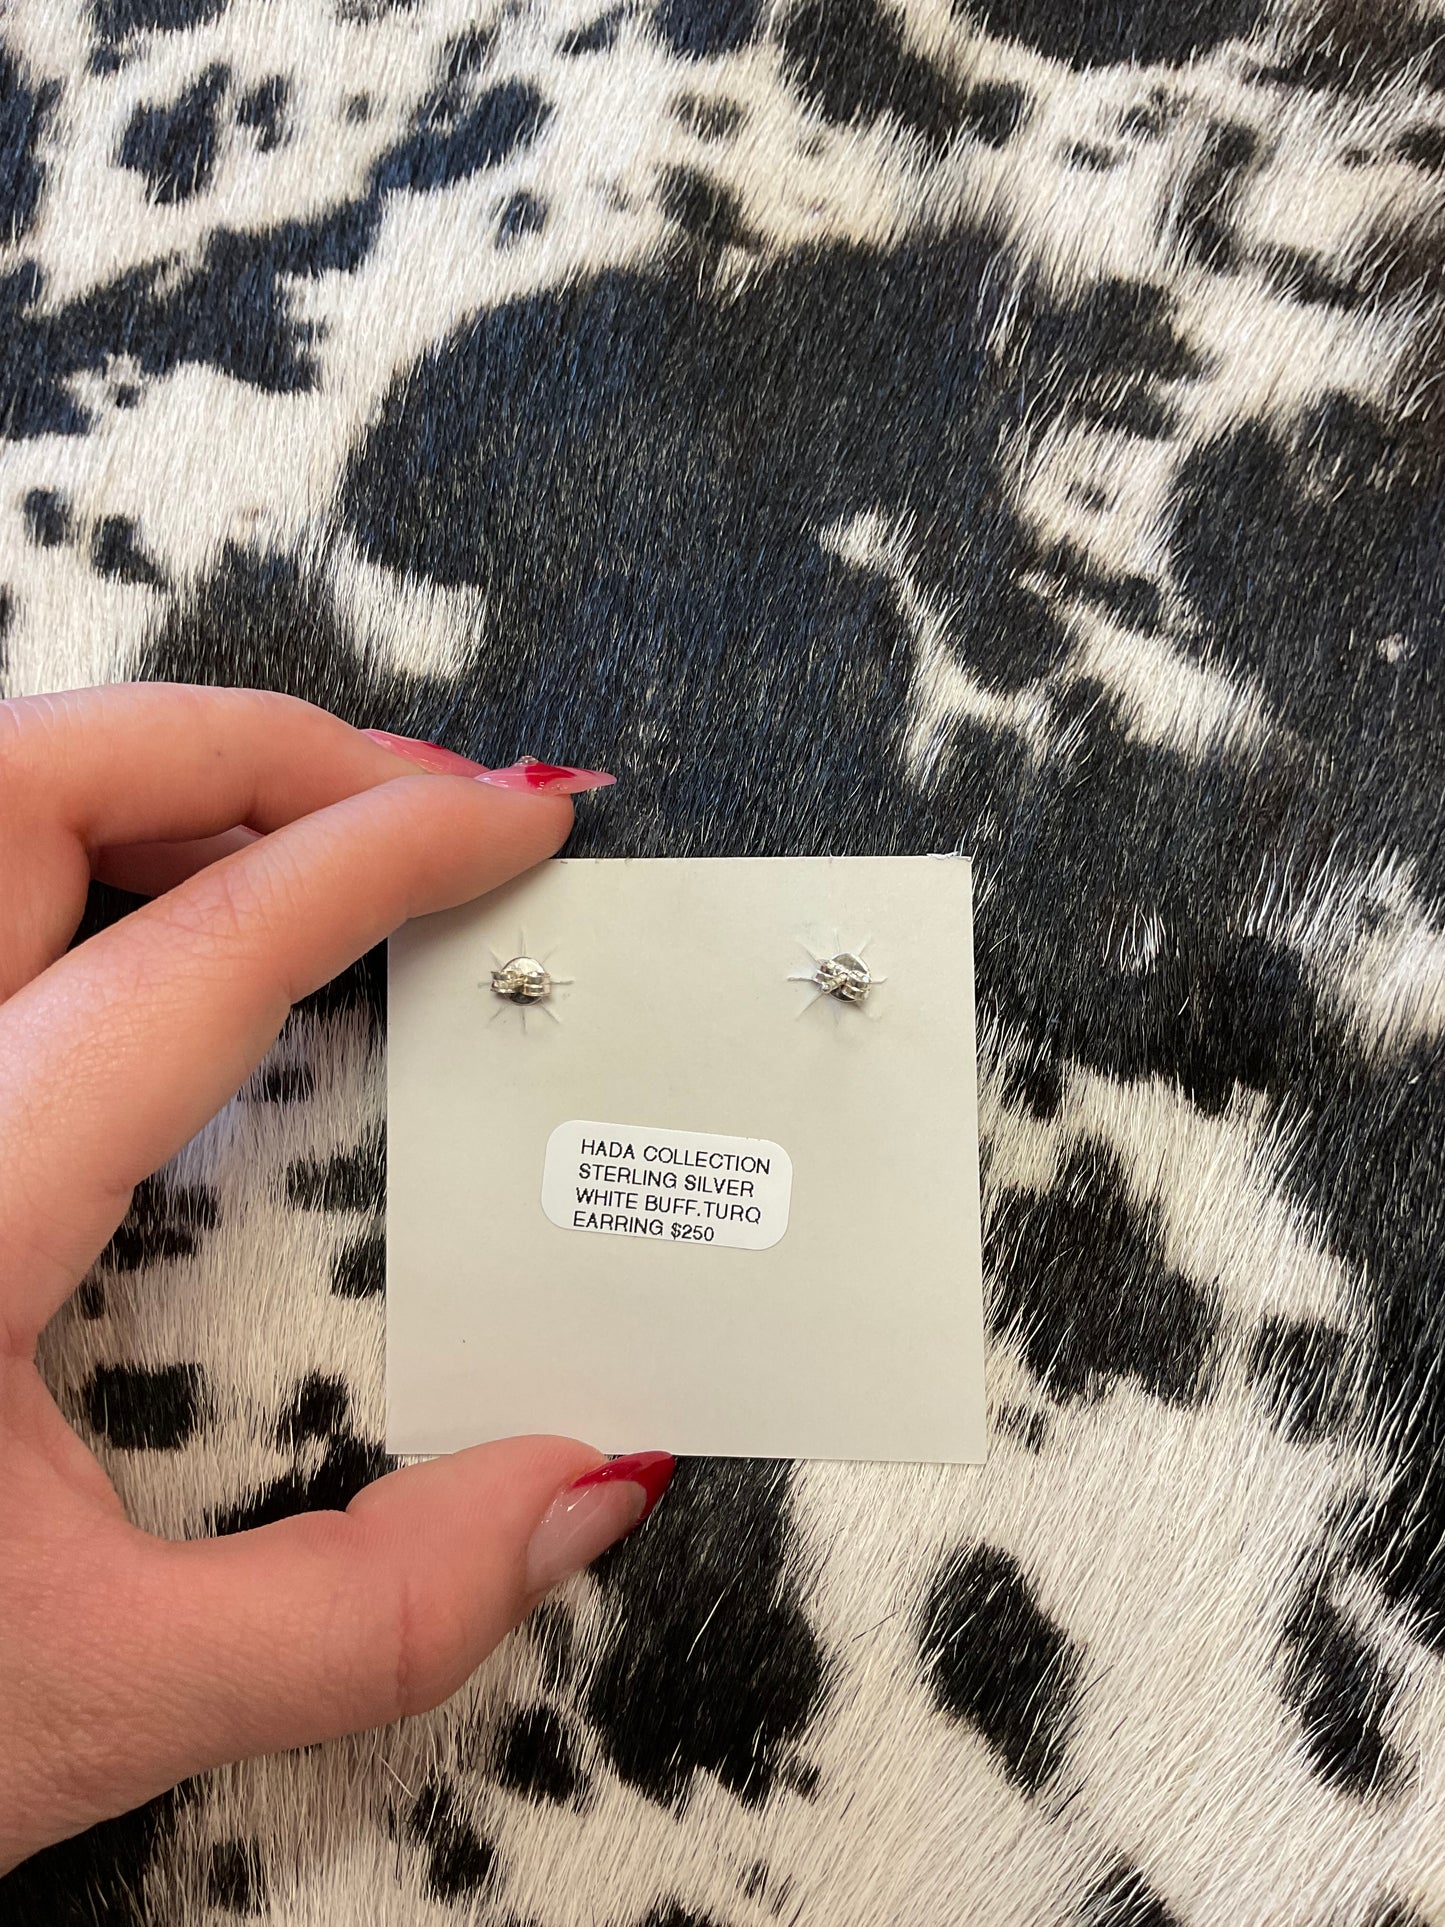 HADA COLLECTION
STERLING SILVER
WHITE BUFF.TURQ
EARRING $250